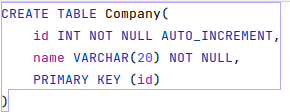 CREATE TABLE Company(
    id INT NOT NULL AUTO_INCREMENT,
    name VARCHAR(20) NOT NULL,
    PRIMARY KEY (id)
)